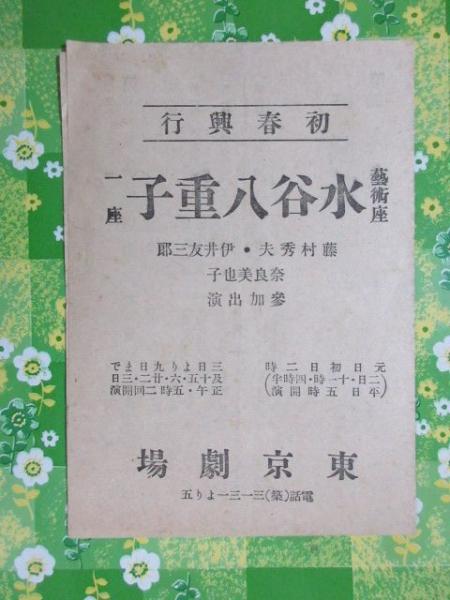 初春興行
藝術座
水谷八重子
一座
藤村秀夫・伊井友三郎
奈良美也子
參加出演
元日初日二時
(二日・十一時・四時半
平日五時開演)
三日より九日まで
及十五・六・廿二・三日
正午・五時二回開演
東京劇場
電話(築)三一三一より五